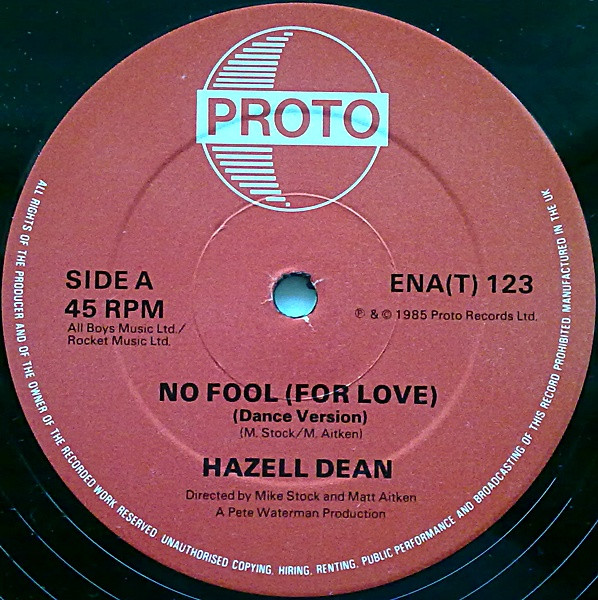 PROTO
SIDE A
45 RPM
All Boys Music Ltd./
Rocket Music Ltd.
ENA(T) 123
℗ & © 1985 Proto Records Ltd.
NO FOOL (FOR LOVE)
(Dance Version)
(M. Stock/M. Aitken)
HAZELL DEAN
Directed by Mike Stock and Matt Aitken
A Pete Waterman Production
ALL RIGHTS OF THE PRODUCER AND OF THE OWNER OF THE RECORDED WORK RESERVED. UNAUTHORISED COPYING, HIRING, RENTING, PUBLIC PERFORMANCE AND BROADCASTING OF THIS RECORD PROHIBITED. MANUFACTURED IN THE UK